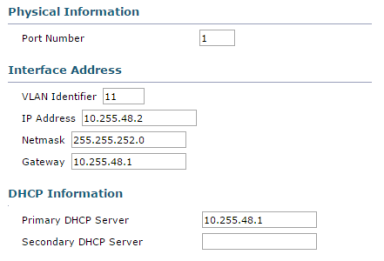 Physical Information
Port Number 1
Interface Address
VLAN Identifier 11
IP Address 10.255.48.2
Netmask 255.255.252.0
Gateway 10.255.48.1
DHCP Information
Primary DHCP Server 10.255.48.1
Secondary DHCP Server